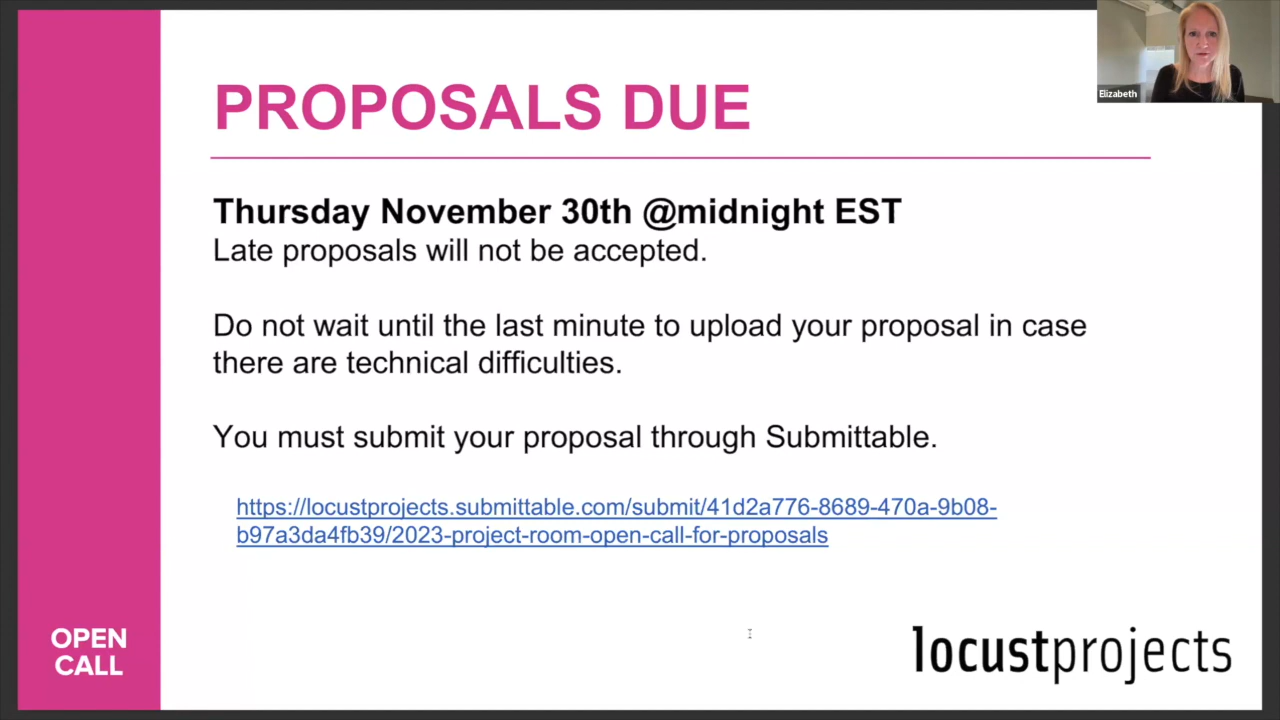 PROPOSALS DUE
Elizabeth
Thursday November 30th @midnight EST
Late proposals will not be accepted.
Do not wait until the last minute to upload your proposal in case
there are technical difficulties.
You must submit your proposal through Submittable.
https://locustprojects.submittable.com/submit/41d2a776-8689-470a-9b08-
b97a3da4fb39/2023-project-room-open-call-for-proposals
OPEN
CALL
locustprojects